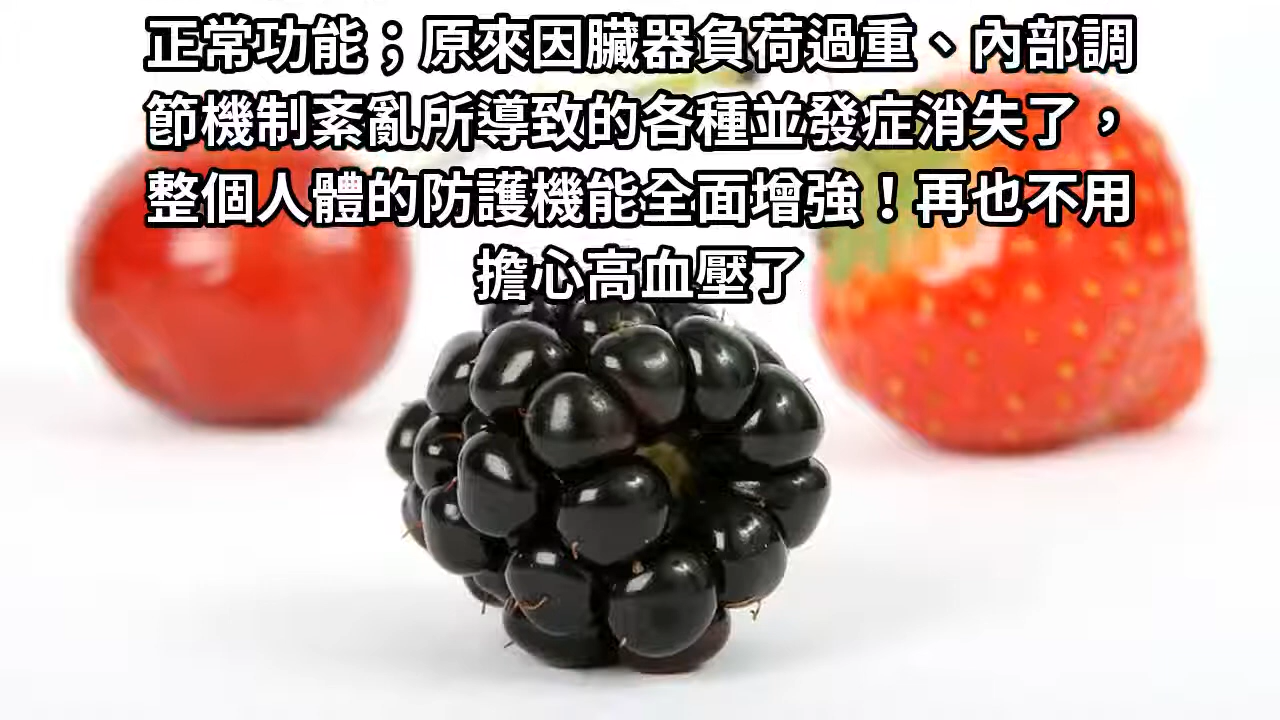 正常功能；原來因臟器負荷過重、內部調
節機制紊亂所導致的各種並發症消失了，
整個人體的防護機能全面增強！再也不用
擔心高血壓了